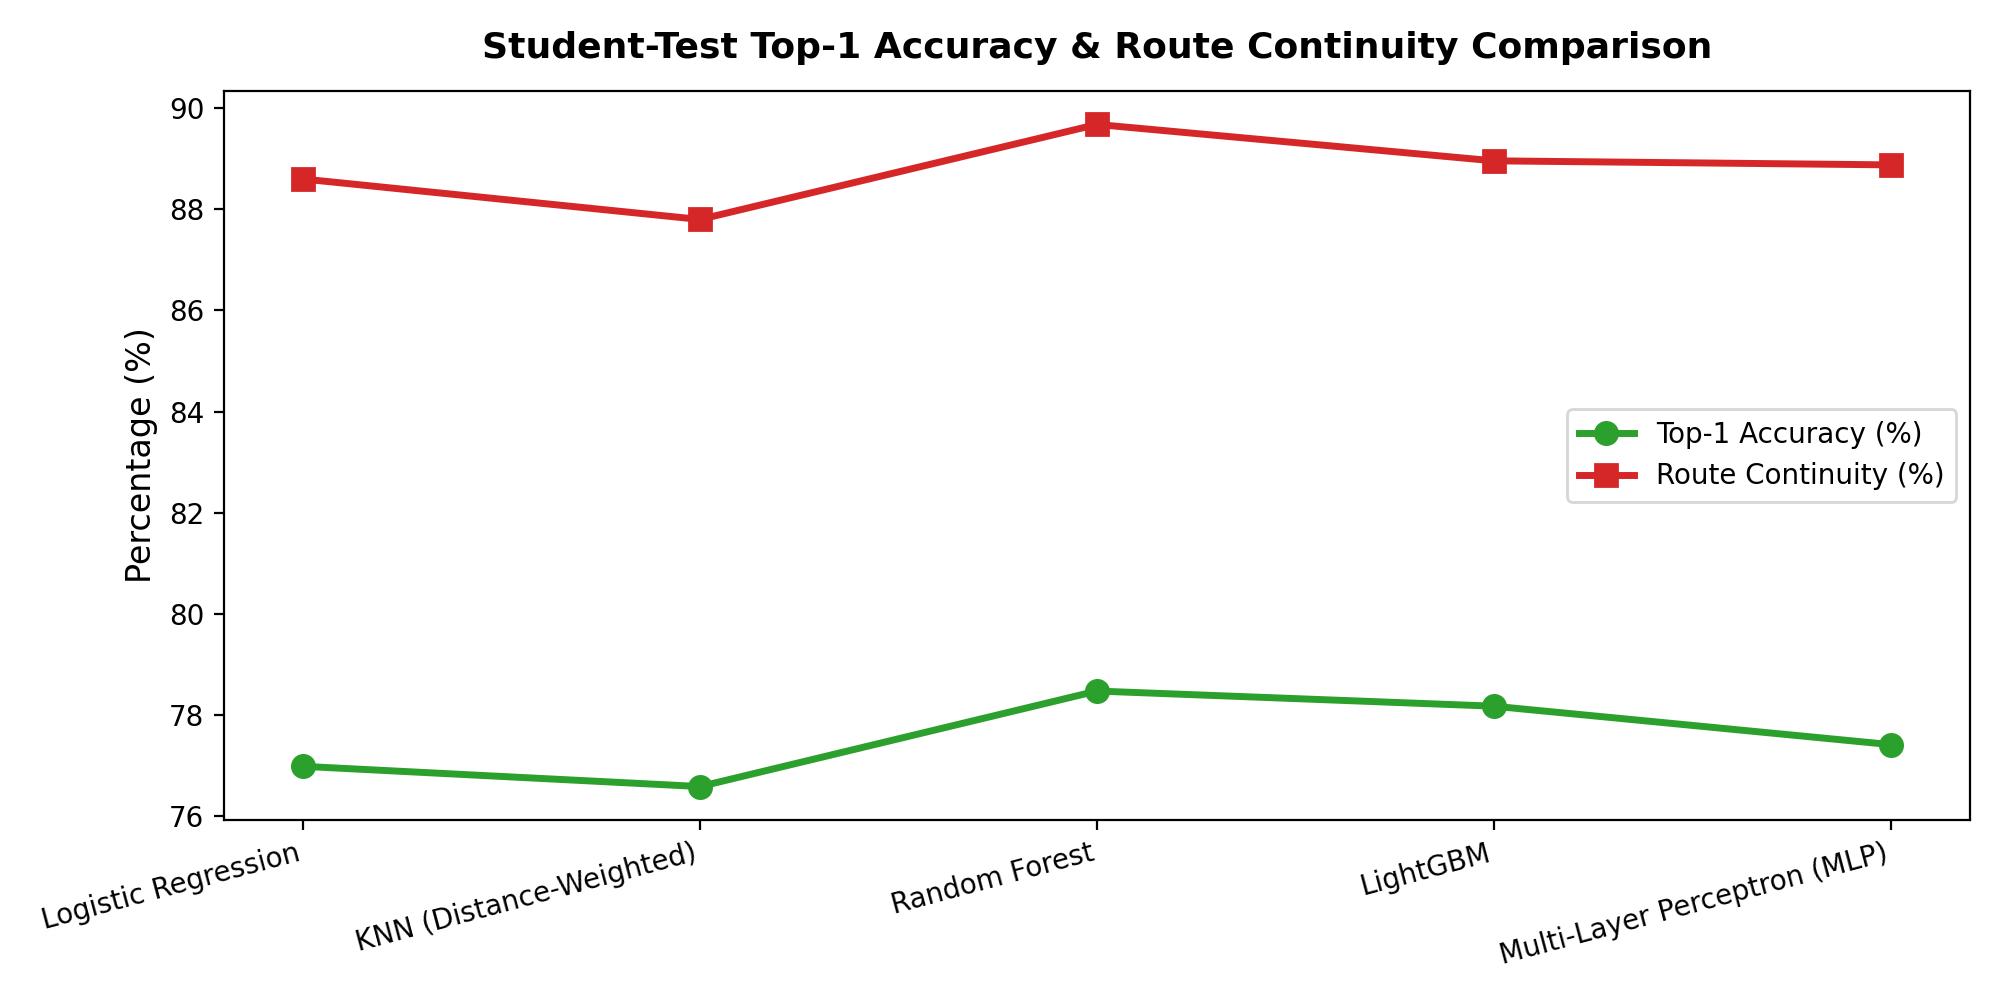 Student-Test Top-1 Accuracy & Route Continuity Comparison
Percentage (%)
90
88
86
84
82
80
78
76
Top-1 Accuracy (%)
Route Continuity (%)
Logistic Regression
KNN (Distance-Weighted)
Random Forest
LightGBM
Multi-Layer Perceptron (MLP)